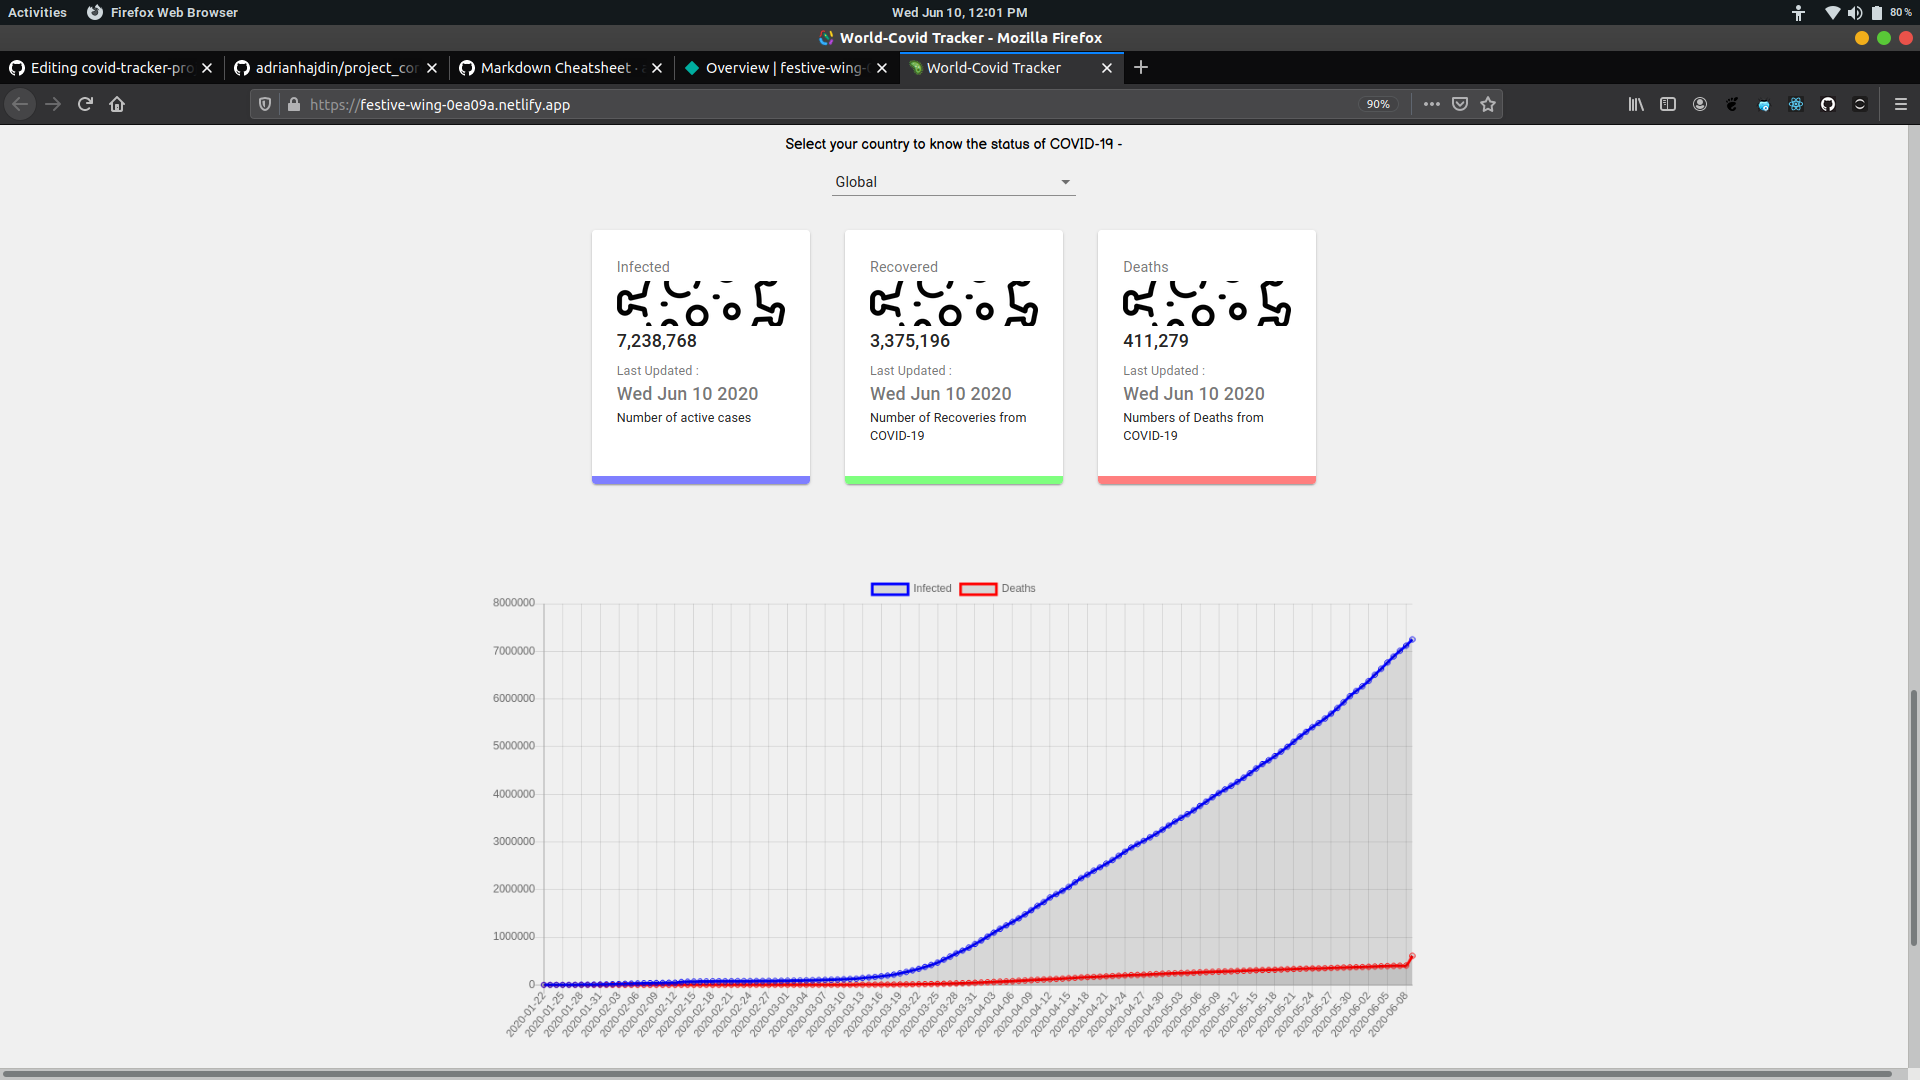 Activities Firefox Web Browser Wed Jun 10, 12:01 PM 80%
World-Covid Tracker - Mozilla Firefox
Editing covid-tracker-pro adrianhajdin/project_co Markdown Cheatsheet · Overview | festive-wing- World-Covid Tracker
https://festive-wing-0ea09a.netlify.app 90%
Select your country to know the status of COVID-19 -
Global
Infected
7,238,768
Last Updated :
Wed Jun 10 2020
Number of active cases
Recovered
3,375,196
Last Updated :
Wed Jun 10 2020
Number of Recoveries from
COVID-19
Deaths
411,279
Last Updated :
Wed Jun 10 2020
Numbers of Deaths from
COVID-19
Infected Deaths
8000000
7000000
6000000
5000000
4000000
3000000
2000000
1000000
0
2020-01-22
2020-01-25
2020-01-28
2020-01-31
2020-02-03
2020-02-06
2020-02-09
2020-02-12
2020-02-15
2020-02-18
2020-02-21
2020-02-24
2020-02-27
2020-03-01
2020-03-04
2020-03-07
2020-03-10
2020-03-13
2020-03-16
2020-03-19
2020-03-22
2020-03-25
2020-03-28
2020-03-31
2020-04-03
2020-04-06
2020-04-09
2020-04-12
2020-04-15
2020-04-18
2020-04-21
2020-04-24
2020-04-27
2020-04-30
2020-05-03
2020-05-06
2020-05-09
2020-05-12
2020-05-15
2020-05-18
2020-05-21
2020-05-24
2020-05-27
2020-05-30
2020-06-02
2020-06-05
2020-06-08